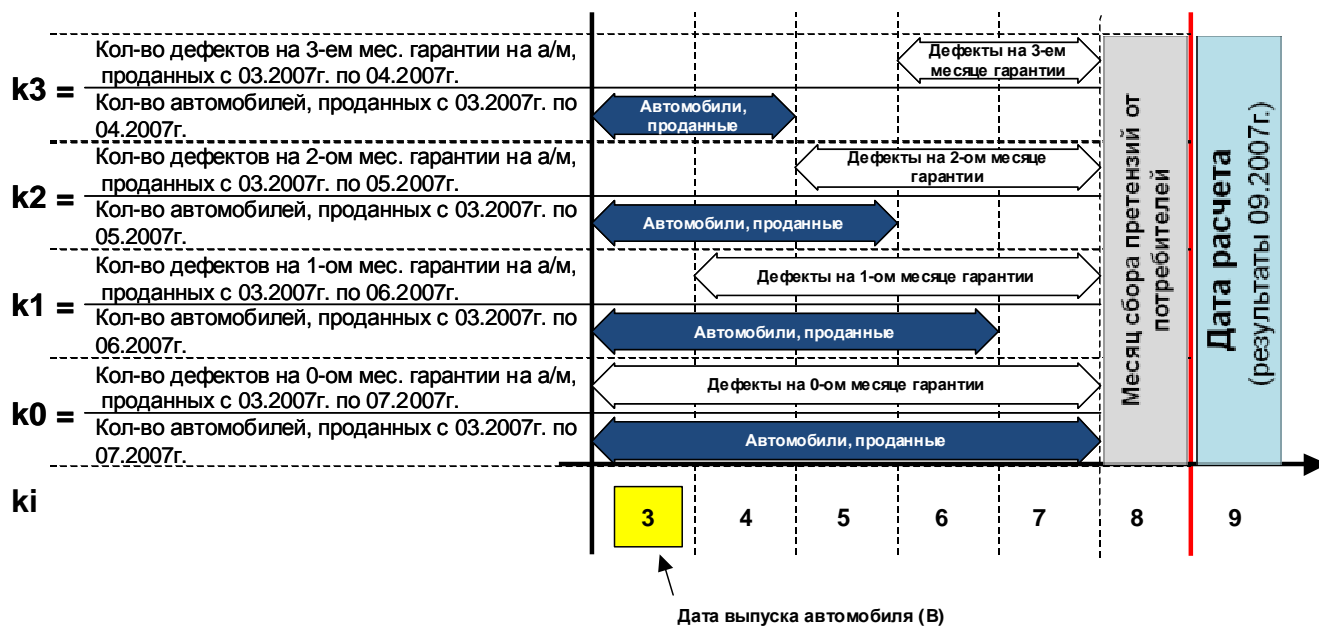 Кол-во дефектов на 3-ем мес. гарантии на а/м,
проданных с 03.2007г. по 04.2007г.
k3 =
Кол-во автомобилей, проданных с 03.2007г. по
04.2007г.
Дефекты на 3-ем
месяце гарантии
Автомобили,
проданные
Кол-во дефектов на 2-ом мес. гарантии на а/м,
проданных с 03.2007г. по 05.2007г.
k2 =
Кол-во автомобилей, проданных с 03.2007г. по
05.2007г.
Дефекты на 2-ом месяце
гарантии
Автомобили, проданные
Кол-во дефектов на 1-ом мес. гарантии на а/м,
проданных с 03.2007г. по 06.2007г.
k1 =
Кол-во автомобилей, проданных с 03.2007г. по
06.2007г.
Дефекты на 1-ом месяце гарантии
Автомобили, проданные
Кол-во дефектов на 0-ом мес. гарантии на а/м,
проданных с 03.2007г. по 07.2007г.
k0 =
Кол-во автомобилей, проданных с 03.2007г. по
07.2007г.
Дефекты на 0-ом месяце гарантии
Автомобили, проданные
Месяц сбора претензий от
потребителей
Дата расчета
(результаты 09.2007г.)
ki
3 4 5 6 7 8 9
Дата выпуска автомобиля (В)